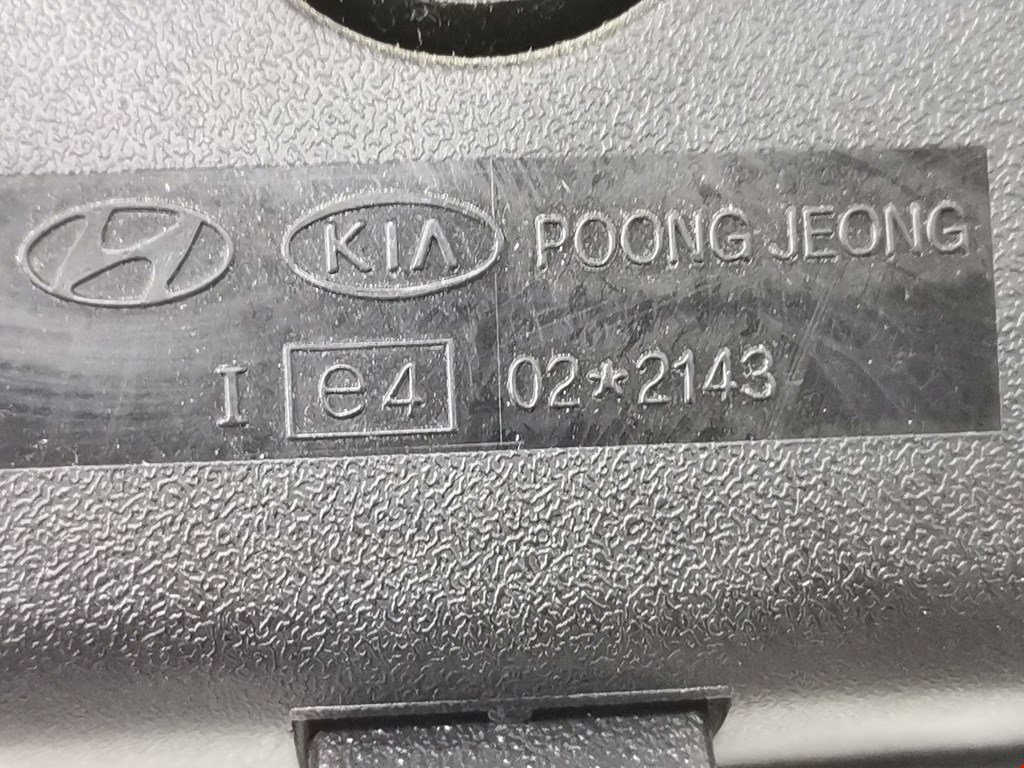 KIA POONG JEONG
I e4 02*2143